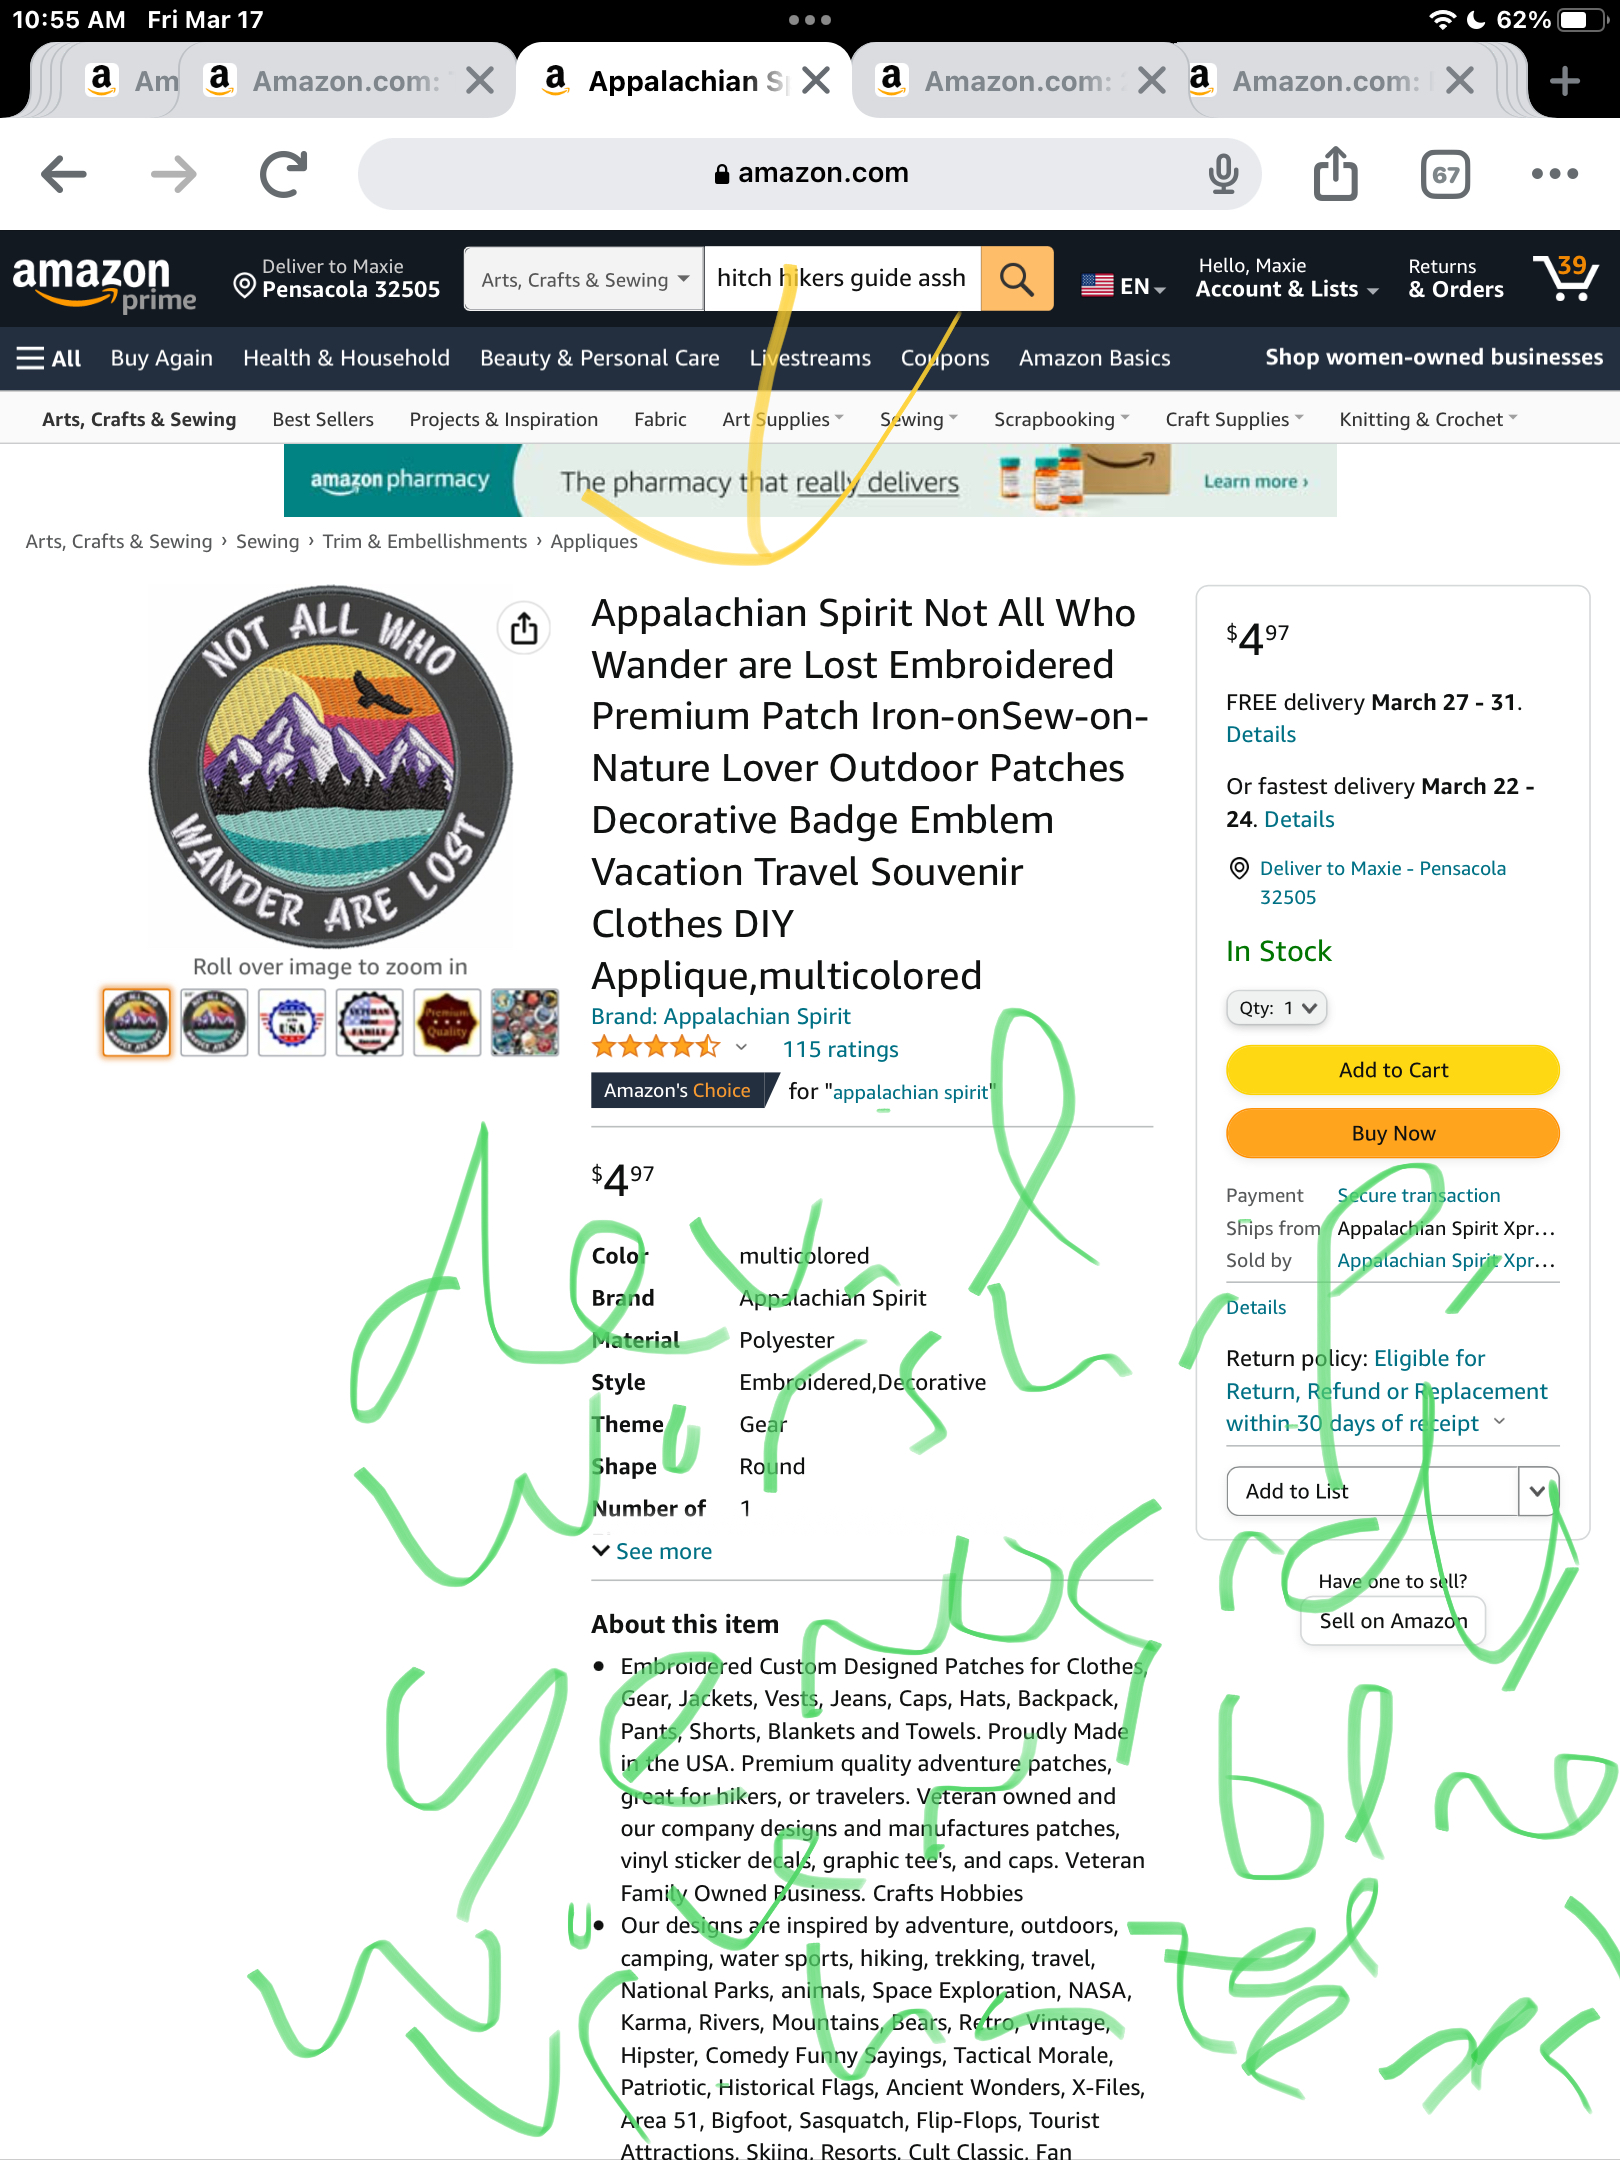 10:55 AM Fri Mar 17
62%
Am
Amazon.com:
Appalachian S
Amazon.com:
Amazon.com:
amazon.com
67
amazon prime
Deliver to Maxie
Pensacola 32505
Arts, Crafts & Sewing
hitch hikers guide assh
EN
Hello, Maxie
Account & Lists
Returns
& Orders
39
All Buy Again Health & Household Beauty & Personal Care Livestreams Coupons Amazon Basics Shop women-owned businesses
Arts, Crafts & Sewing Best Sellers Projects & Inspiration Fabric Art Supplies Sewing Scrapbooking Craft Supplies Knitting & Crochet
amazon pharmacy The pharmacy that really delivers Learn more ›
Arts, Crafts & Sewing › Sewing › Trim & Embellishments › Appliques
NOT ALL WHO
WANDER ARE LOST
Roll over image to zoom in
USA
Premium
Quality
Appalachian Spirit Not All Who
Wander are Lost Embroidered
Premium Patch Iron-onSew-on-
Nature Lover Outdoor Patches
Decorative Badge Emblem
Vacation Travel Souvenir
Clothes DIY
Applique,multicolored
Brand: Appalachian Spirit
115 ratings
Amazon's Choice for "appalachian spirit"
$4 97
Color multicolored
Brand Appalachian Spirit
Material Polyester
Style Embroidered,Decorative
Theme Gear
Shape Round
Number of 1
See more
About this item
• Embroidered Custom Designed Patches for Clothes,
Gear, Jackets, Vests, Jeans, Caps, Hats, Backpack,
Pants, Shorts, Blankets and Towels. Proudly Made
in the USA. Premium quality adventure patches,
great for hikers, or travelers. Veteran owned and
our company designs and manufactures patches,
vinyl sticker decals, graphic tee's, and caps. Veteran
Family Owned Business. Crafts Hobbies
• Our designs are inspired by adventure, outdoors,
camping, water sports, hiking, trekking, travel,
National Parks, animals, Space Exploration, NASA,
Karma, Rivers, Mountains, Bears, Retro, Vintage,
Hipster, Comedy Funny Sayings, Tactical Morale,
Patriotic, Historical Flags, Ancient Wonders, X-Files,
Area 51, Bigfoot, Sasquatch, Flip-Flops, Tourist
Attractions, Skiing, Resorts, Cult Classic, Fan
$4 97
FREE delivery March 27 - 31.
Details
Or fastest delivery March 22 -
24. Details
Deliver to Maxie - Pensacola
32505
In Stock
Qty: 1
Add to Cart
Buy Now
Payment Secure transaction
Ships from Appalachian Spirit Xpr...
Sold by Appalachian Spirit Xpr...
Details
Return policy: Eligible for
Return, Refund or Replacement
within 30 days of receipt
Add to List
Have one to sell?
Sell on Amazon
devil